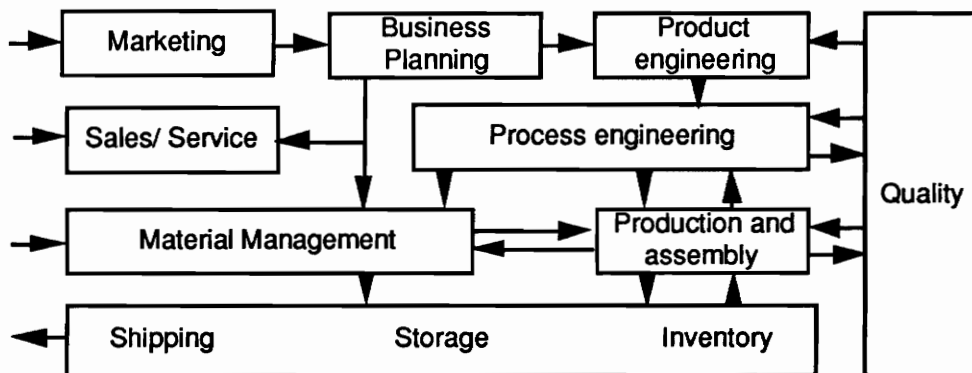 Marketing
Business
Planning
Product
engineering
Sales/ Service
Process engineering
Quality
Material Management
Production and
assembly
Shipping Storage Inventory